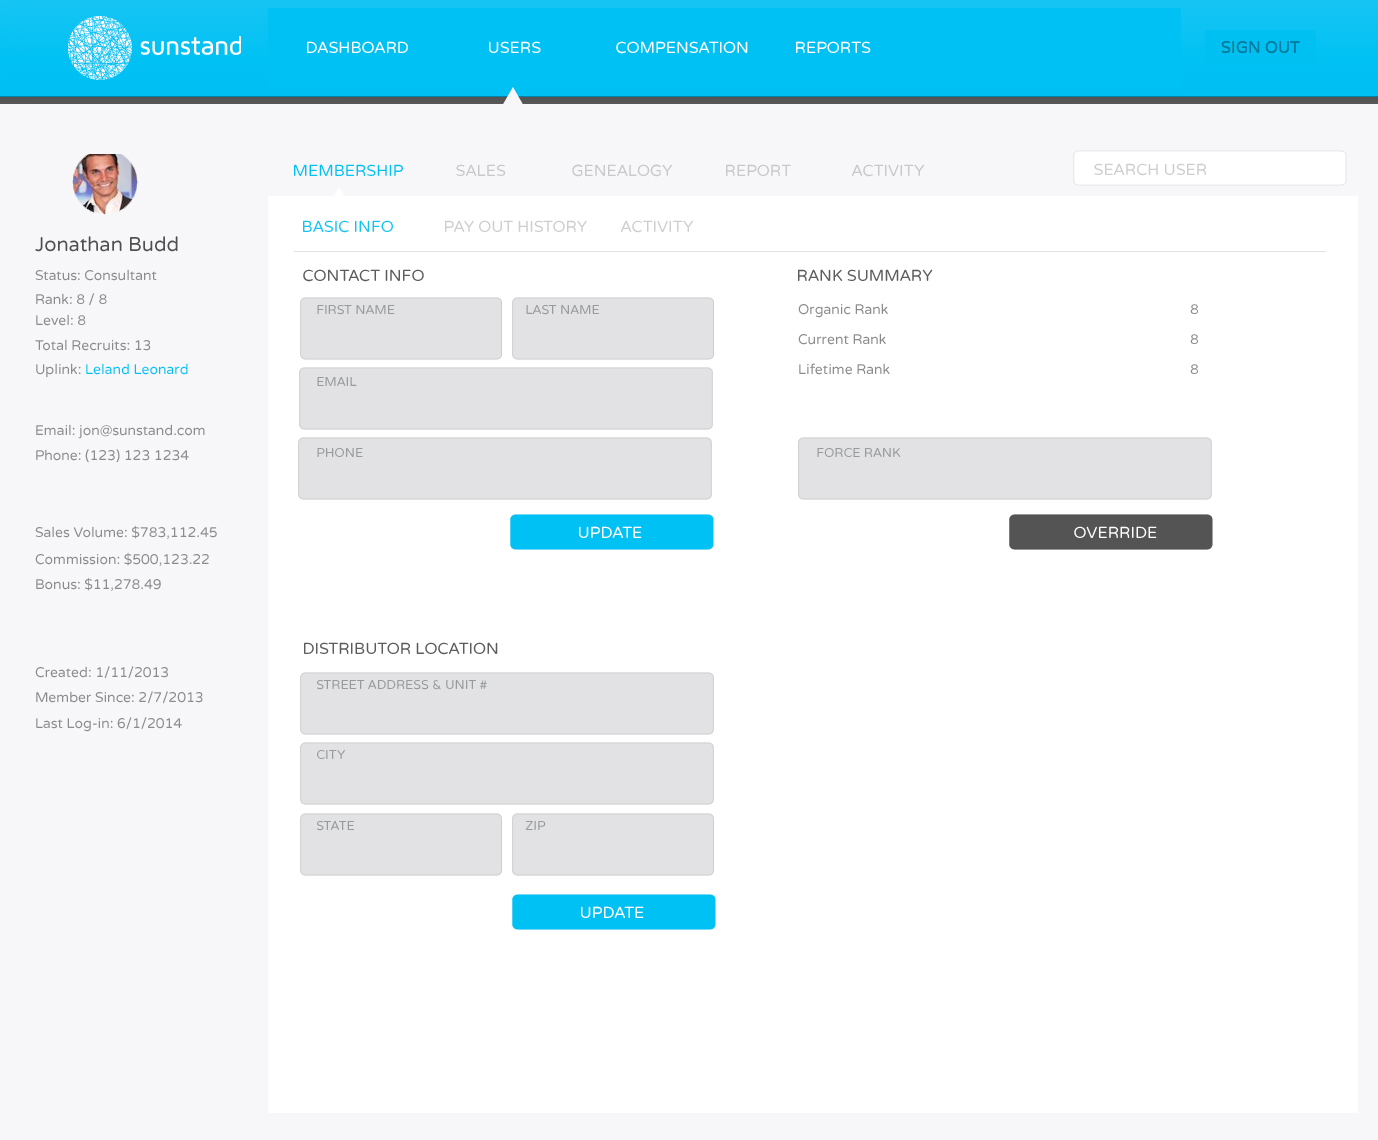 sunstand
DASHBOARD USERS COMPENSATION REPORTS SIGN OUT
MEMBERSHIP SALES GENEALOGY REPORT ACTIVITY SEARCH USER
Jonathan Budd
Status: Consultant
Rank: 8 / 8
Level: 8
Total Recruits: 13
Uplink: Leland Leonard
Email: jon@sunstand.com
Phone: (123) 123 1234
Sales Volume: $783,112.45
Commission: $500,123.22
Bonus: $11,278.49
Created: 1/11/2013
Member Since: 2/7/2013
Last Log-in: 6/1/2014
BASIC INFO PAY OUT HISTORY ACTIVITY
CONTACT INFO
FIRST NAME LAST NAME
EMAIL
PHONE
UPDATE
RANK SUMMARY
Organic Rank 8
Current Rank 8
Lifetime Rank 8
FORCE RANK
OVERRIDE
DISTRIBUTOR LOCATION
STREET ADDRESS & UNIT #
CITY
STATE ZIP
UPDATE